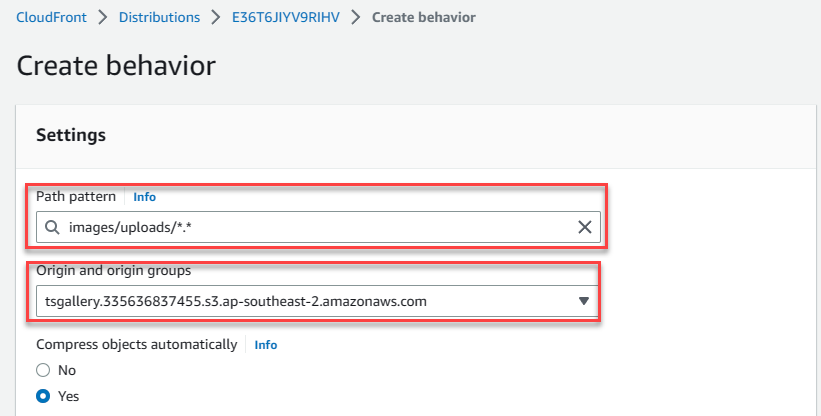 CloudFront > Distributions > E36T6JIYV9RIHV > Create behavior
Create behavior
Settings
Path pattern Info
images/uploads/*.*
Origin and origin groups
tsgallery.335636837455.s3.ap-southeast-2.amazonaws.com
Compress objects automatically Info
No
Yes